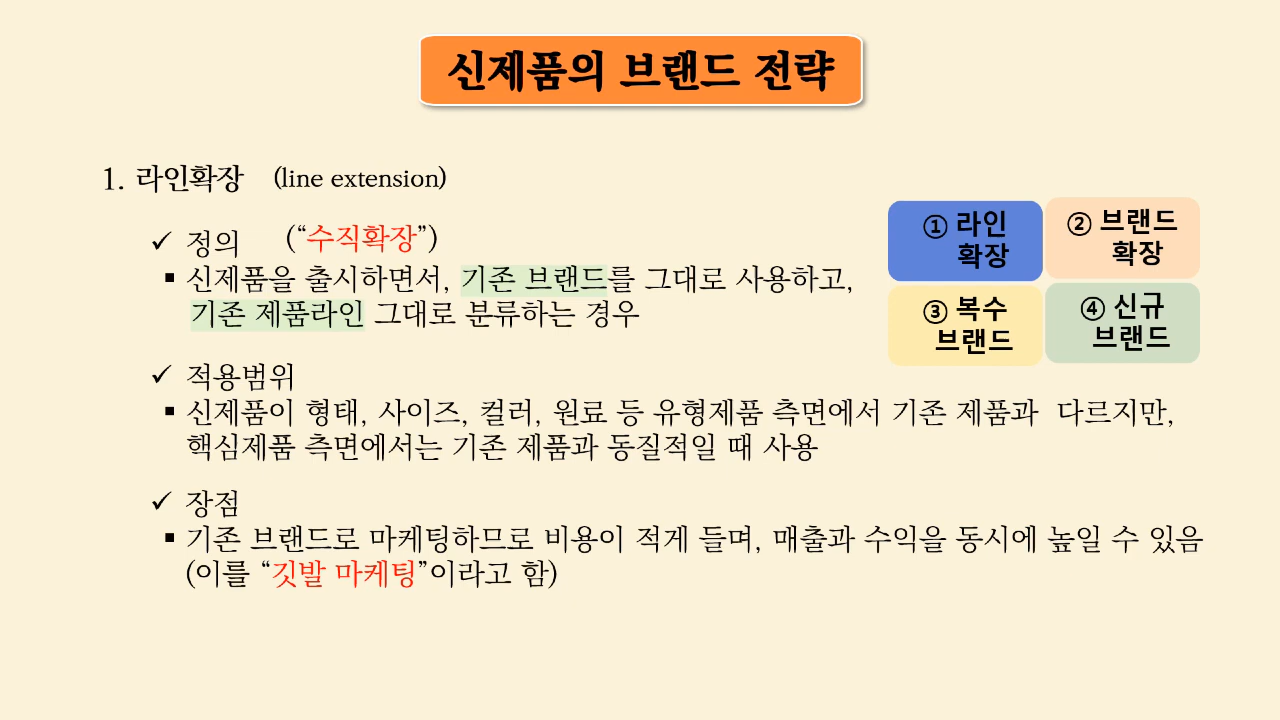 신제품의 브랜드 전략
1. 라인확장 (line extension)
✓ 정의 (“수직확장”)
▪ 신제품을 출시하면서, 기존 브랜드를 그대로 사용하고,
기존 제품라인 그대로 분류하는 경우
① 라인
확장
② 브랜드
확장
③ 복수
브랜드
④ 신규
브랜드
✓ 적용범위
▪ 신제품이 형태, 사이즈, 컬러, 원료 등 유형제품 측면에서 기존 제품과 다르지만,
핵심제품 측면에서는 기존 제품과 동질적일 때 사용
✓ 장점
▪ 기존 브랜드로 마케팅하므로 비용이 적게 들며, 매출과 수익을 동시에 높일 수 있음
(이를 “깃발 마케팅”이라고 함)